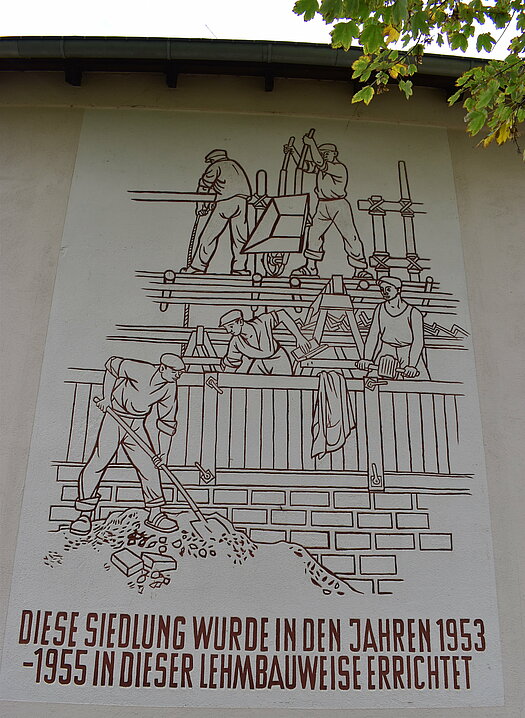 DIESE SIEDLUNG WURDE IN DEN JAHREN 1953
-1955 IN DIESER LEHMBAUWEISE ERRICHTET